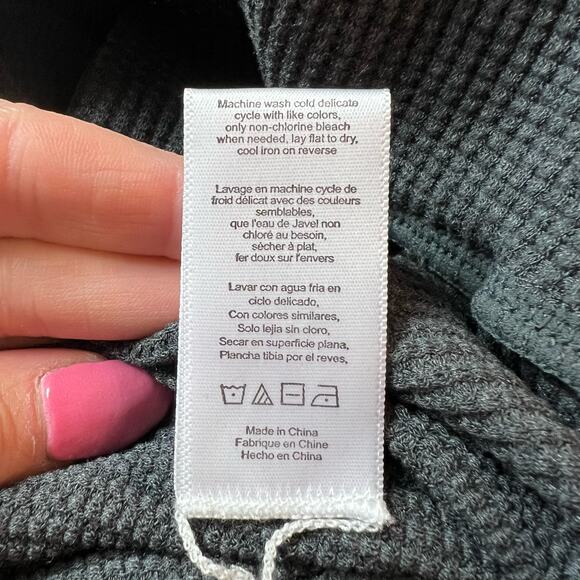 Machine wash cold delicate
cycle with like colors,
only non-chlorine bleach
when needed, lay flat to dry,
cool iron on reverse
Lavage en machine cycle de
froid délicat avec des couleurs
semblables,
que l'eau de Javel non
chloré au besoin,
sécher à plat,
fer doux sur l'envers
Lavar con agua fria en
ciclo delicado,
Con colores similares,
Solo lejia sin cloro,
Secar en superficie plana,
Plancha tibia por el reves,
Made in China
Fabrique en Chine
Hecho en China